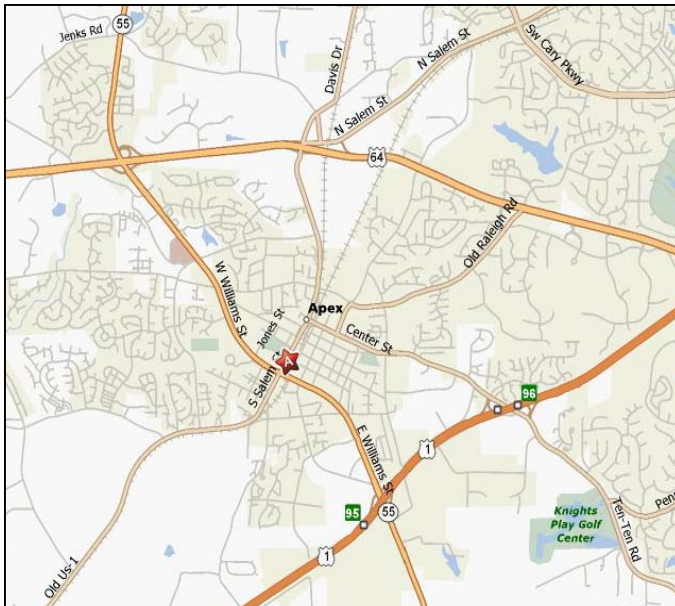 55
Jenks Rd
Davis Dr
N Salem St
Sw Cary Pkwy
N Salem St
64
Old Raleigh Rd
W Williams St
Apex
Jones St
Center St
A
S Salem St
96
E Williams St
1
95
55
Knights
Play Golf
Center
Ten-Ten Rd
Penn
1
Old Us-1